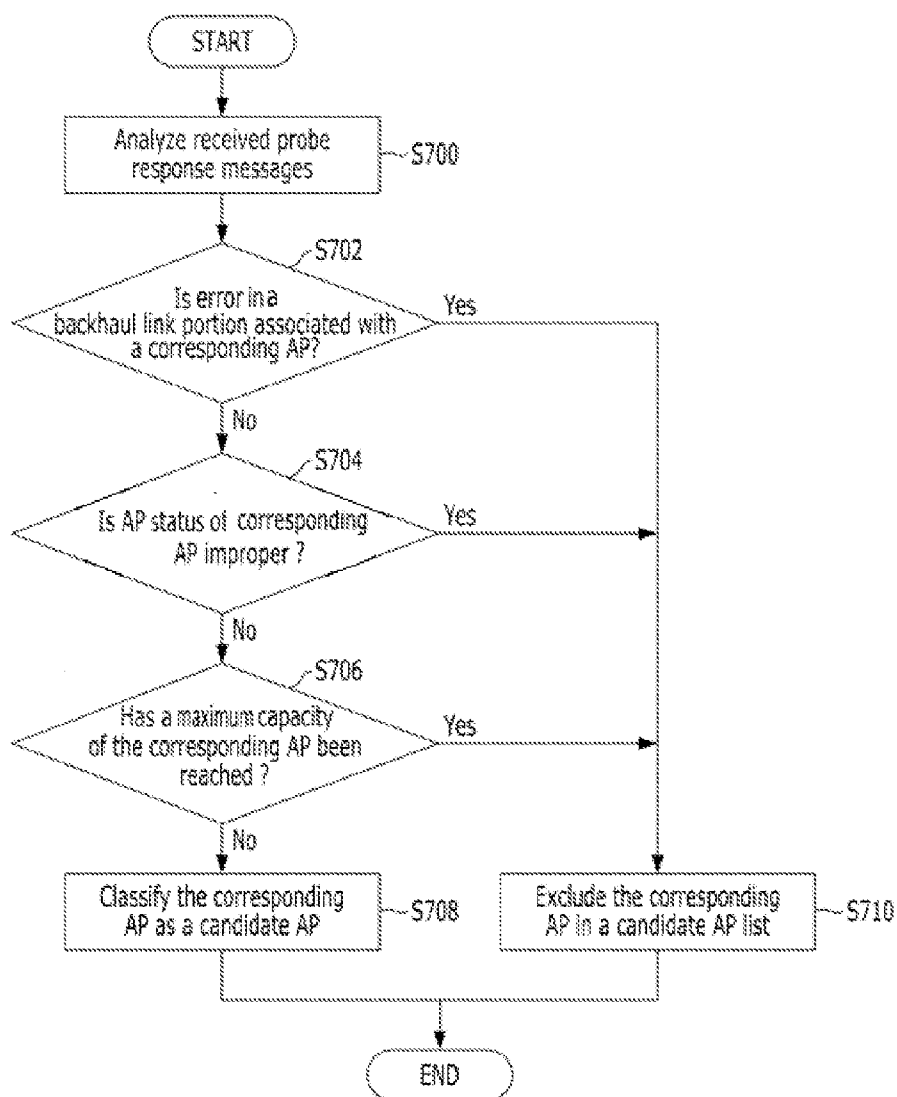 START
Analyze received probe
response messages
S700
S702
Is error in a
backhaul link portion associated with
a corresponding AP?
Yes
No
S704
Is AP status of corresponding
AP improper ?
Yes
No
S706
Has a maximum capacity
of the corresponding AP been
reached ?
Yes
No
Classify the corresponding
AP as a candidate AP
S708
Exclude the corresponding
AP in a candidate AP list
S710
END